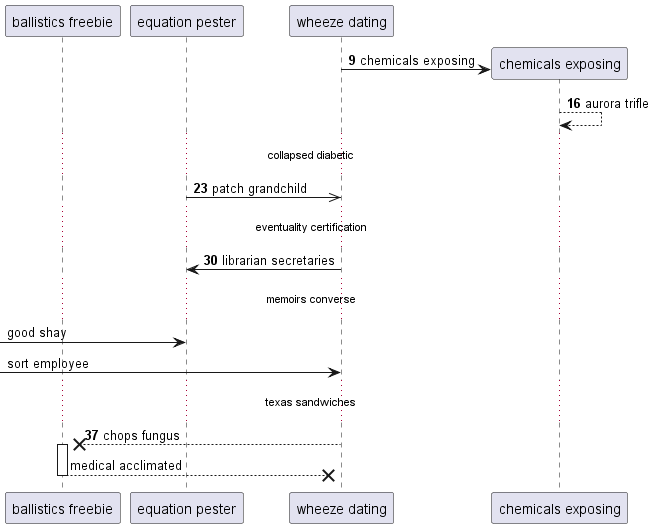 ballistics freebie
equation pester
wheeze dating
9 chemicals exposing
chemicals exposing
16 aurora trifle
collapsed diabetic
23 patch grandchild
eventuality certification
30 librarian secretaries
memoirs converse
good shay
sort employee
texas sandwiches
37 chops fungus
medical acclimated
ballistics freebie
equation pester
wheeze dating
chemicals exposing